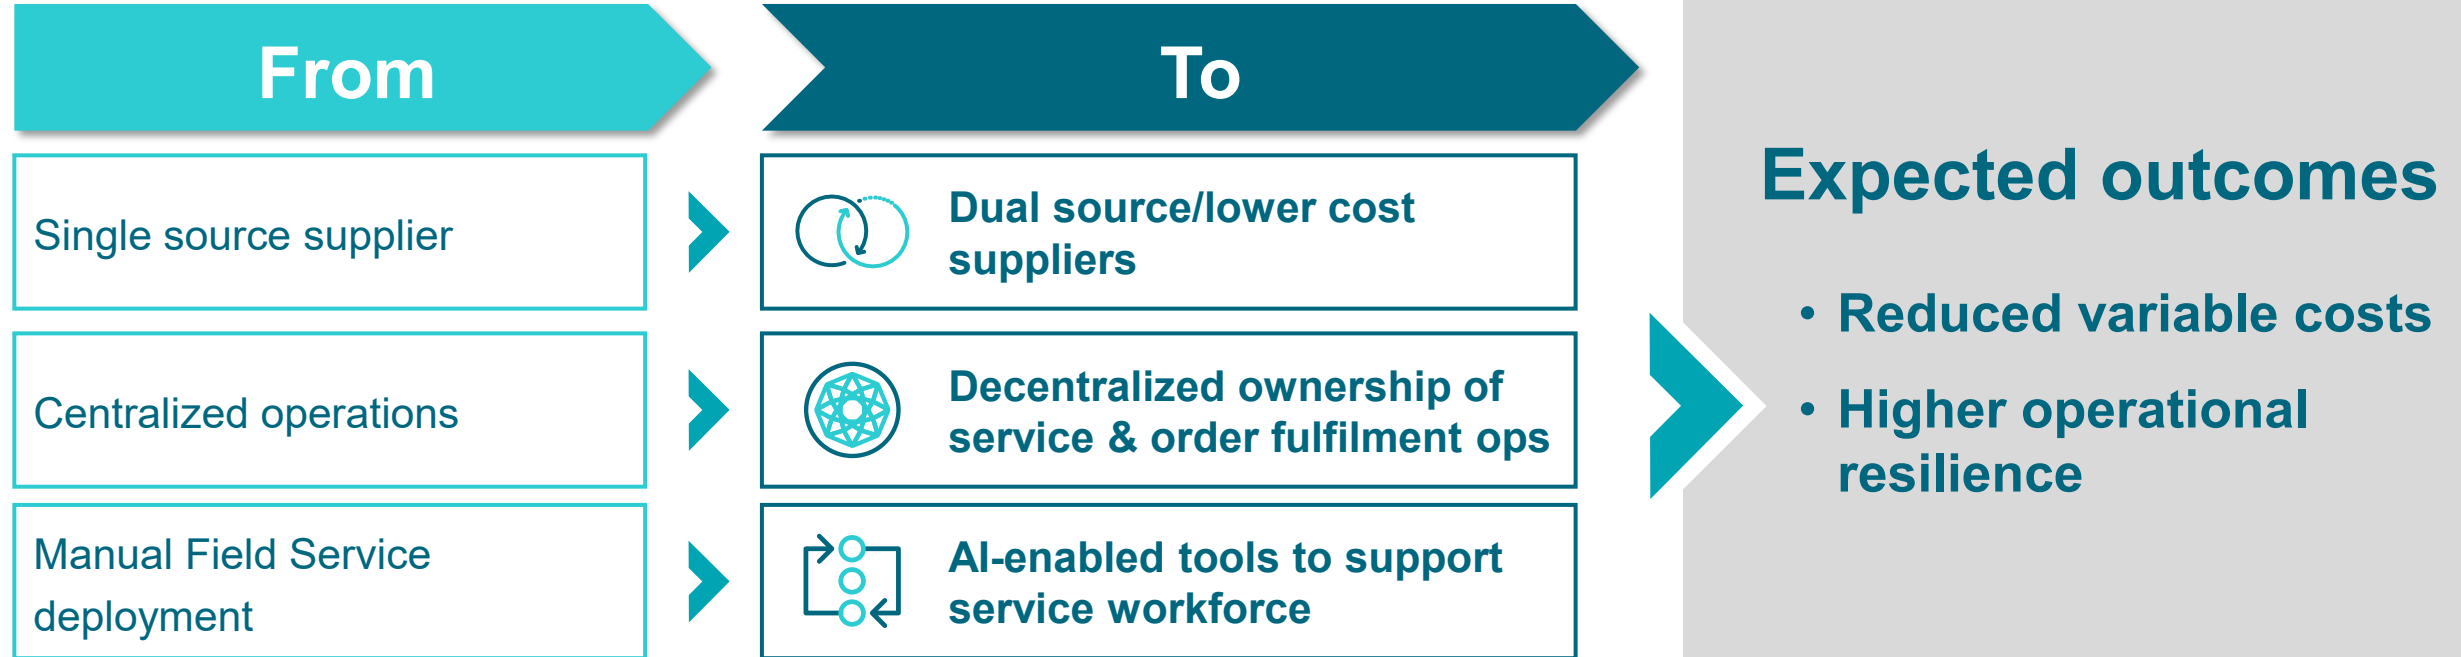 From
To
Single source supplier
Dual source/lower cost
suppliers
Centralized operations
Decentralized ownership of
service & order fulfilment ops
Manual Field Service
deployment
AI-enabled tools to support
service workforce
Expected outcomes
• Reduced variable costs
• Higher operational
resilience